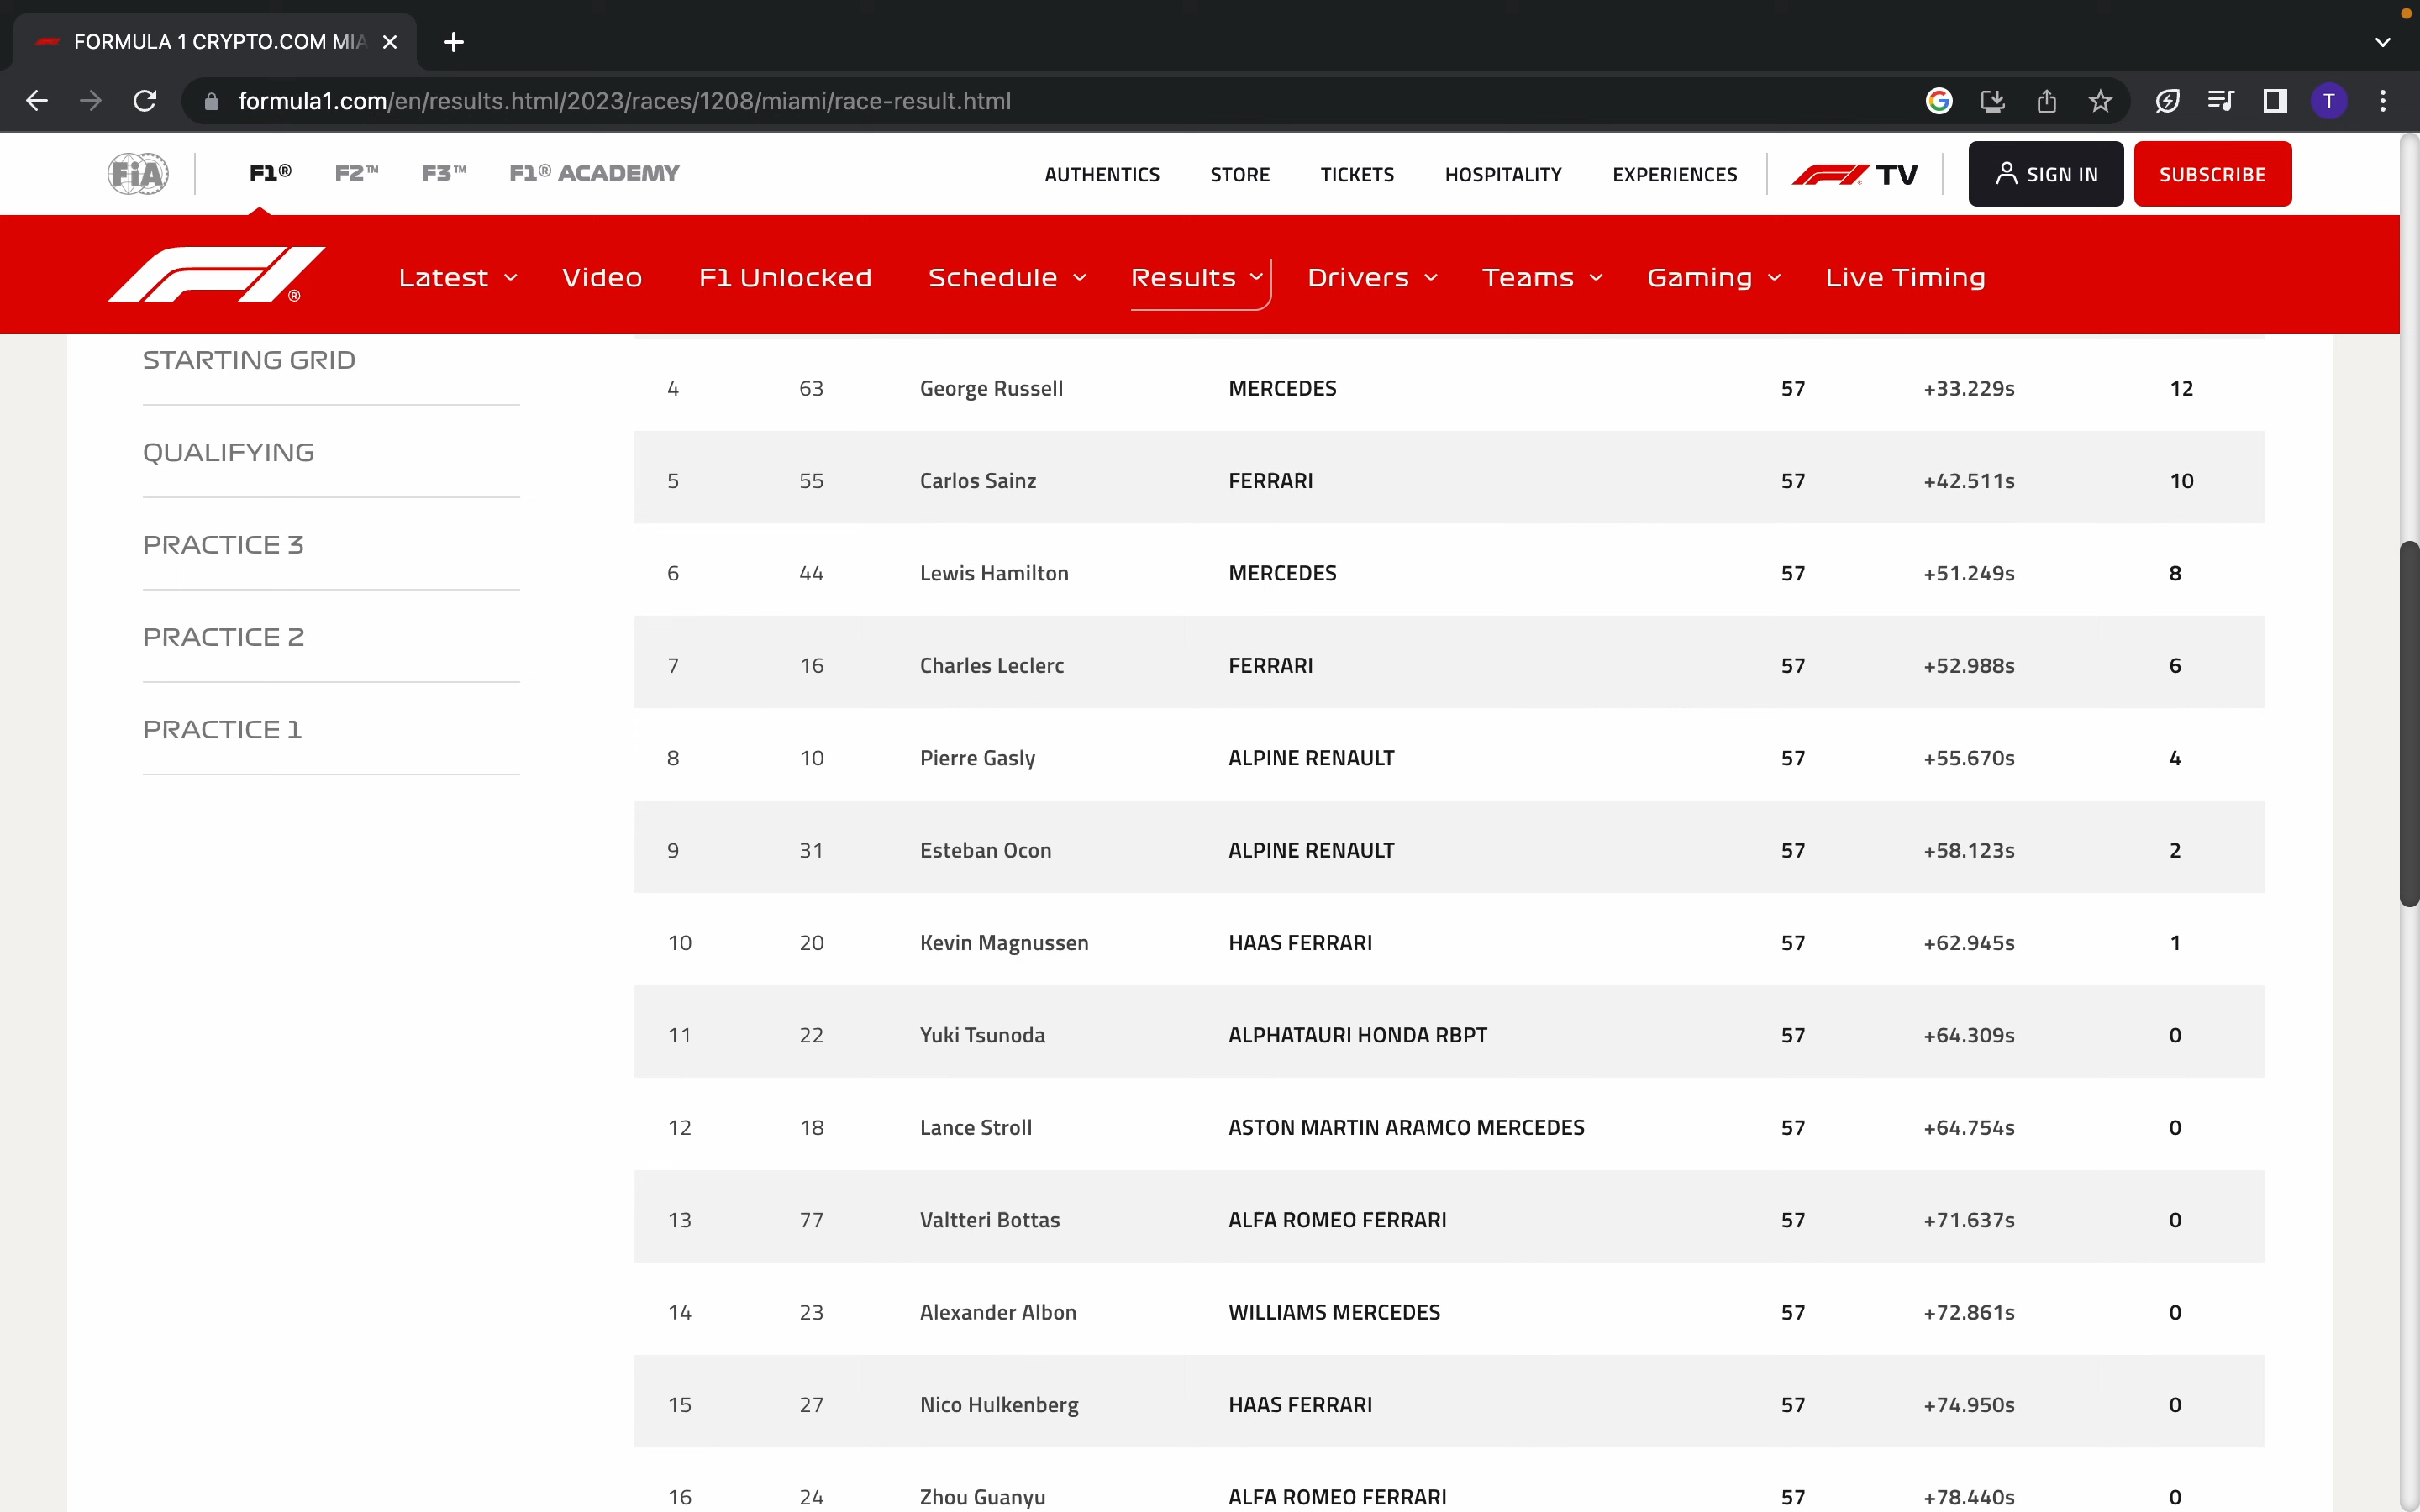 FORMULA 1 CRYPTO.COM MIA
formula1.com/en/results.html/2023/races/1208/miami/race-result.html
T
FiA
F1®
F2™
F3™
F1® ACADEMY
AUTHENTICS
STORE
TICKETS
HOSPITALITY
EXPERIENCES
F1 TV
SIGN IN
SUBSCRIBE
F1®
Latest
Video
F1 Unlocked
Schedule
Results
Drivers
Teams
Gaming
Live Timing
STARTING GRID
QUALIFYING
PRACTICE 3
PRACTICE 2
PRACTICE 1
4 63 George Russell MERCEDES 57 +33.229s 12
5 55 Carlos Sainz FERRARI 57 +42.511s 10
6 44 Lewis Hamilton MERCEDES 57 +51.249s 8
7 16 Charles Leclerc FERRARI 57 +52.988s 6
8 10 Pierre Gasly ALPINE RENAULT 57 +55.670s 4
9 31 Esteban Ocon ALPINE RENAULT 57 +58.123s 2
10 20 Kevin Magnussen HAAS FERRARI 57 +62.945s 1
11 22 Yuki Tsunoda ALPHATAURI HONDA RBPT 57 +64.309s 0
12 18 Lance Stroll ASTON MARTIN ARAMCO MERCEDES 57 +64.754s 0
13 77 Valtteri Bottas ALFA ROMEO FERRARI 57 +71.637s 0
14 23 Alexander Albon WILLIAMS MERCEDES 57 +72.861s 0
15 27 Nico Hulkenberg HAAS FERRARI 57 +74.950s 0
16 24 Zhou Guanyu ALFA ROMEO FERRARI 57 +78.440s 0